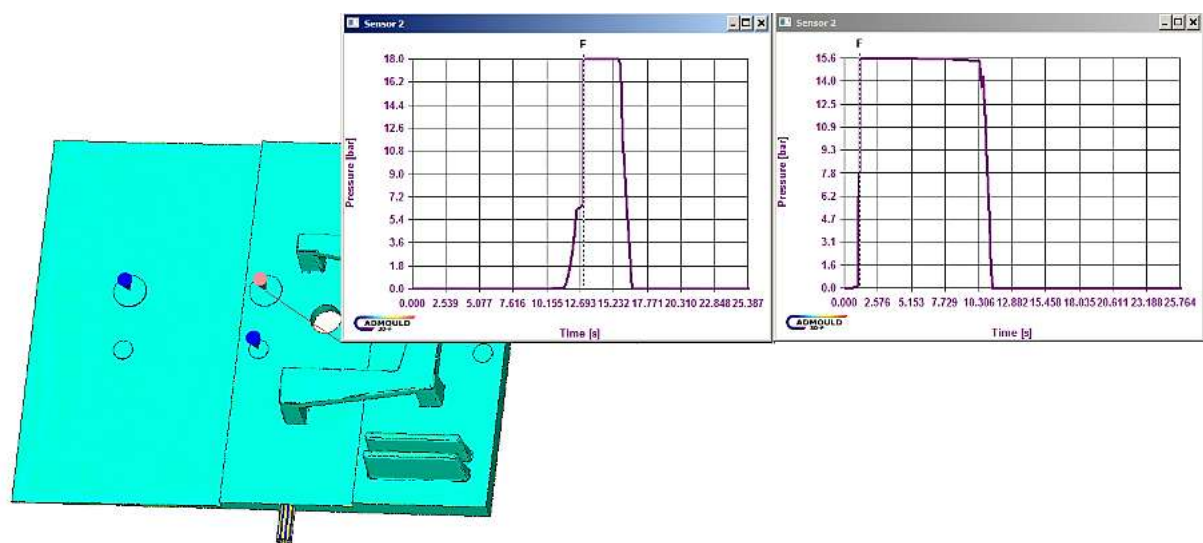 Sensor 2
F
18.0
16.2
14.4
12.6
10.8
9.0
7.2
5.4
3.6
1.8
0.0
Pressure [bar]
0.000 2.539 5.077 7.616 10.155 12.693 15.232 17.771 20.310 22.848 25.387
Time [s]
CADMOULD
3D-F
Sensor 2
F
15.6
14.0
12.5
10.9
9.3
7.8
6.2
4.7
3.1
1.6
0.0
Pressure [bar]
0.000 2.576 5.153 7.729 10.306 12.882 15.458 18.035 20.611 23.188 25.764
Time [s]
CADMOULD
3D-F